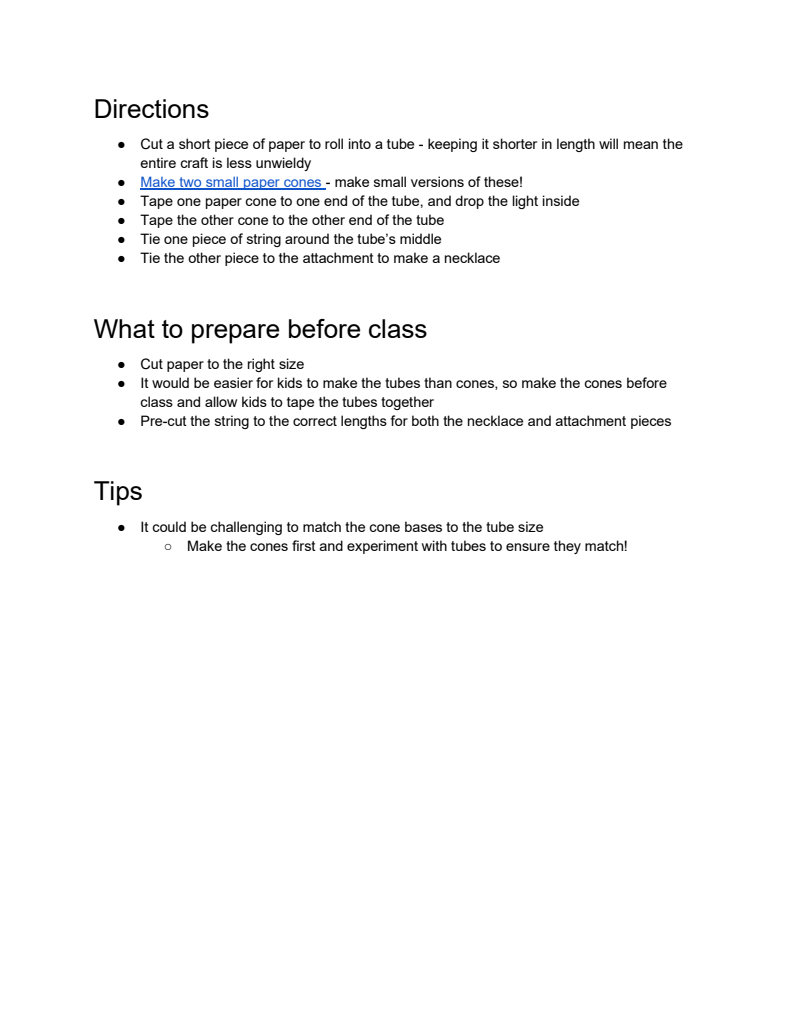 Directions
● Cut a short piece of paper to roll into a tube - keeping it shorter in length will mean the
entire craft is less unwieldy
● Make two small paper cones - make small versions of these!
● Tape one paper cone to one end of the tube, and drop the light inside
● Tape the other cone to the other end of the tube
● Tie one piece of string around the tube’s middle
● Tie the other piece to the attachment to make a necklace
What to prepare before class
● Cut paper to the right size
● It would be easier for kids to make the tubes than cones, so make the cones before
class and allow kids to tape the tubes together
● Pre-cut the string to the correct lengths for both the necklace and attachment pieces
Tips
● It could be challenging to match the cone bases to the tube size
○ Make the cones first and experiment with tubes to ensure they match!